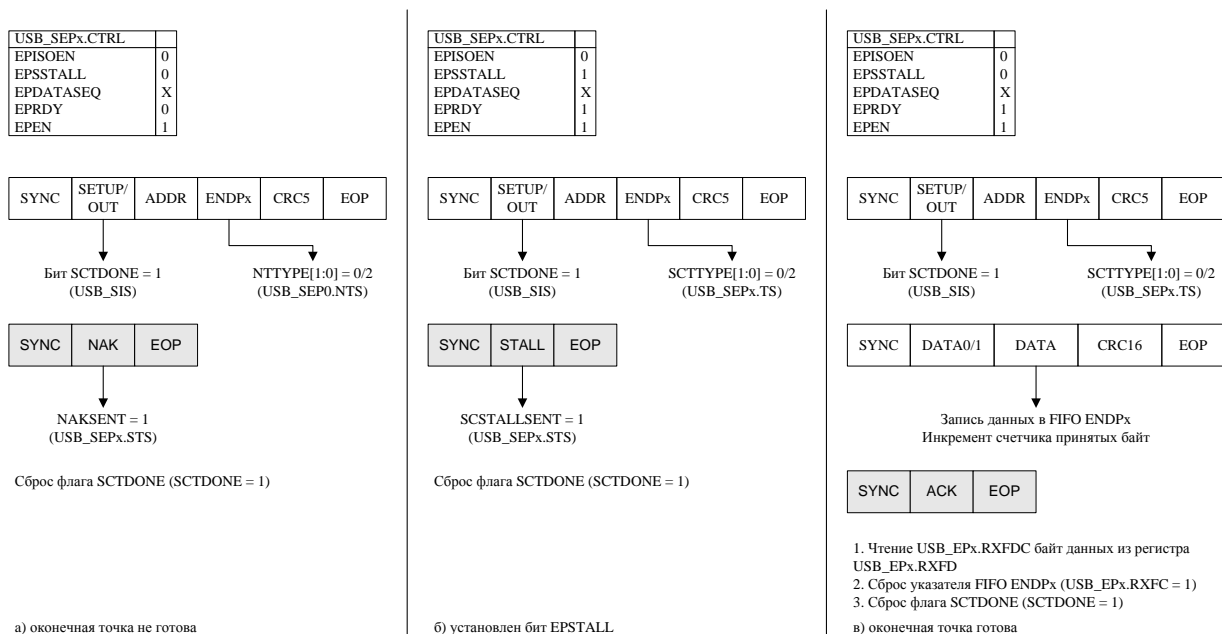 USB_SEPx.CTRL
EPISOEN 0
EPSSTALL 0
EPDATASEQ X
EPRDY 0
EPEN 1
SYNC SETUP/ ADDR ENDPx CRC5 EOP
OUT
Бит SCTDONE = 1 NTTYPE[1:0] = 0/2
(USB_SIS) (USB_SEP0.NTS)
SYNC NAK EOP
NAKSENT = 1
(USB_SEPx.STS)
Сброс флага SCTDONE (SCTDONE = 1)
а) оконечная точка не готова
USB_SEPx.CTRL
EPISOEN 0
EPSSTALL 1
EPDATASEQ X
EPRDY 1
EPEN 1
SYNC SETUP/ ADDR ENDPx CRC5 EOP
OUT
Бит SCTDONE = 1 SCTTYPE[1:0] = 0/2
(USB_SIS) (USB_SEPx.TS)
SYNC STALL EOP
SCSTALLSENT = 1
(USB_SEPx.STS)
Сброс флага SCTDONE (SCTDONE = 1)
б) установлен бит EPSTALL
USB_SEPx.CTRL
EPISOEN 0
EPSSTALL 0
EPDATASEQ X
EPRDY 1
EPEN 1
SYNC SETUP/ ADDR ENDPx CRC5 EOP
OUT
Бит SCTDONE = 1 SCTTYPE[1:0] = 0/2
(USB_SIS) (USB_SEPx.TS)
SYNC DATA0/1 DATA CRC16 EOP
Запись данных в FIFO ENDPx
Инкремент счетчика принятых байт
SYNC ACK EOP
1. Чтение USB_EPx.RXFDC байт данных из регистра
USB_EPx.RXFD
2. Сброс указателя FIFO ENDPx (USB_EPx.RXFC = 1)
3. Сброс флага SCTDONE (SCTDONE = 1)
в) оконечная точка готова